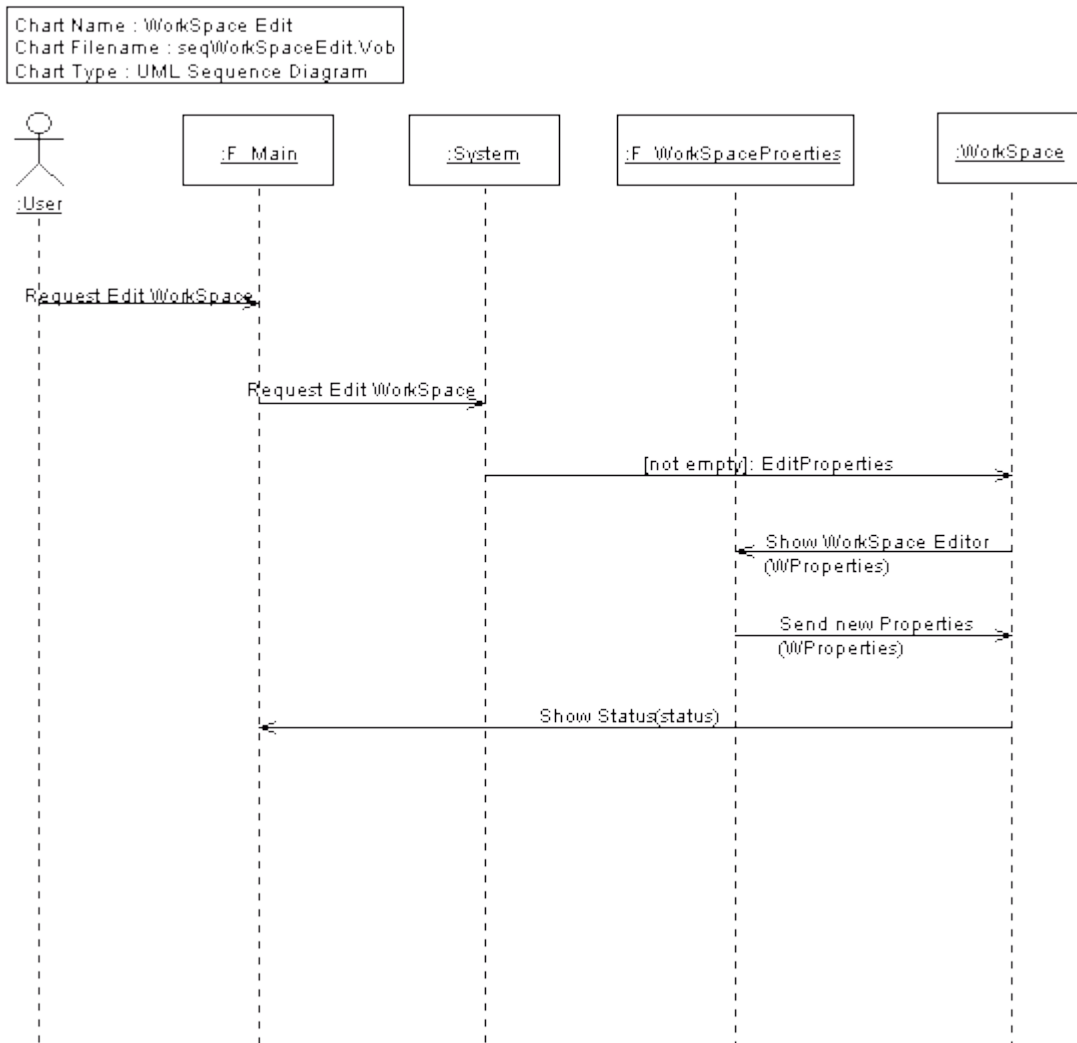 Chart Name : WorkSpace Edit
Chart Filename : seqWorkSpaceEdit.Vob
Chart Type : UML Sequence Diagram
:F_Main
:System
:F_WorkSpaceProerties
:WorkSpace
:User
Request Edit WorkSpace
Request Edit WorkSpace
[not empty]: EditProperties
Show WorkSpace Editor
(WProperties)
Send new Properties
(WProperties)
Show Status(status)